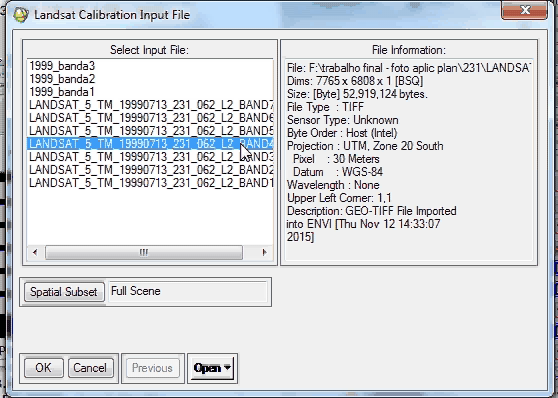 Landsat Calibration Input File
Select Input File:
1999_banda3
1999_banda2
1999_banda1
LANDSAT_5_TM_19990713_231_062_L2_BAND7
LANDSAT_5_TM_19990713_231_062_L2_BAND6
LANDSAT_5_TM_19990713_231_062_L2_BAND5
LANDSAT_5_TM_19990713_231_062_L2_BAND4
LANDSAT_5_TM_19990713_231_062_L2_BAND3
LANDSAT_5_TM_19990713_231_062_L2_BAND2
LANDSAT_5_TM_19990713_231_062_L2_BAND1
File Information:
File: F:\trabalho final - foto aplic plan\231\LANDSA
Dims: 7765 x 6808 x 1 [BSQ]
Size: [Byte] 52,919,124 bytes.
File Type : TIFF
Sensor Type: Unknown
Byte Order : Host (Intel)
Projection : UTM, Zone 20 South
Pixel : 30 Meters
Datum : WGS-84
Wavelength : None
Upper Left Corner: 1,1
Description: GEO-TIFF File Imported
into ENVI [Thu Nov 12 14:33:07
2015]
Spatial Subset Full Scene
OK Cancel Previous Open